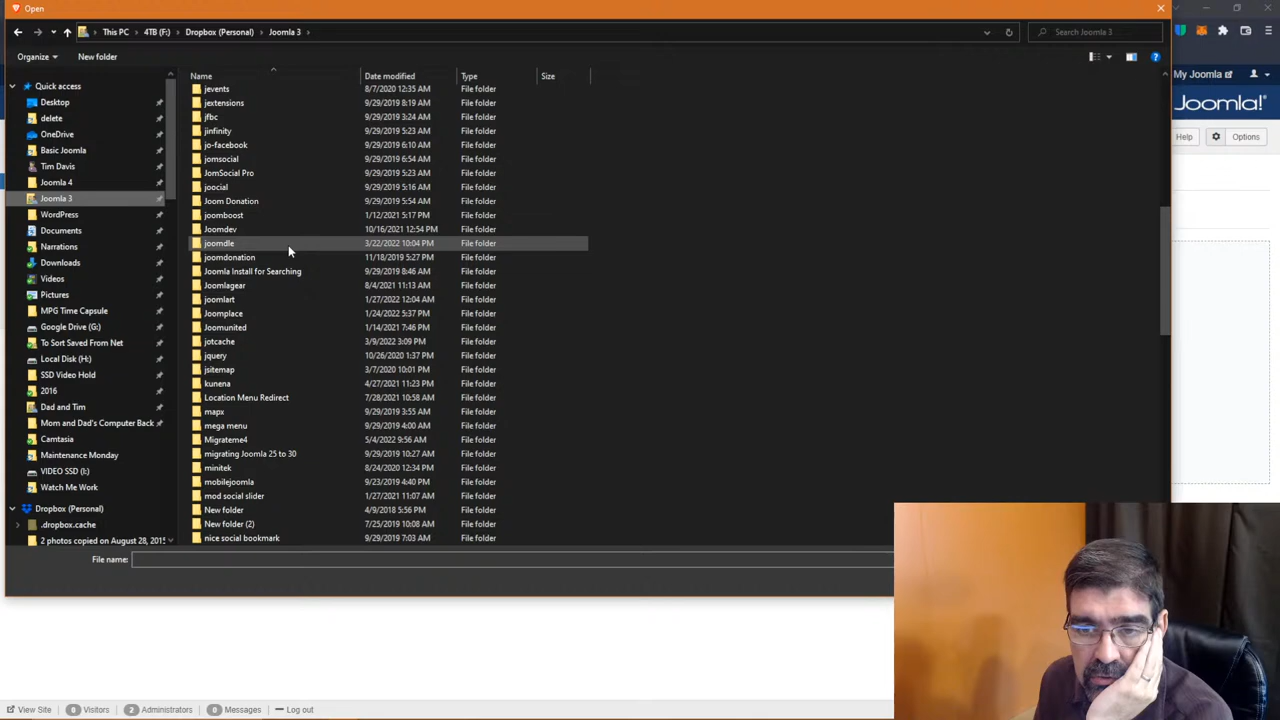 Open
This PC
4TB (F:)
Dropbox (Personal)
Joomla 3
Search Joomla 3
Organize
New folder
Name
Date modified
Type
Size
Quick access
Desktop
delete
OneDrive
Basic Joomla
Tim Davis
Joomla 4
Joomla 3
WordPress
Documents
Narrations
Downloads
Videos
Pictures
MPG Time Capsule
Google Drive (G:)
To Sort Saved From Net
Local Disk (H:)
SSD Video Hold
2016
Dad and Tim
Mom and Dad's Computer Back
Camtasia
Maintenance Monday
VIDEO SSD (I:)
Watch Me Work
Dropbox (Personal)
.dropbox.cache
2 photos copied on August 28, 2015
jevents 8/7/2020 12:35 AM File folder
jextensions 9/29/2019 8:19 AM File folder
jfbc 9/29/2019 3:24 AM File folder
jinfinity 9/29/2019 5:23 AM File folder
jo-facebook 9/29/2019 6:10 AM File folder
jomsocial 9/29/2019 6:54 AM File folder
JomSocial Pro 9/29/2019 5:23 AM File folder
joocial 9/29/2019 5:16 AM File folder
Joom Donation 9/29/2019 5:54 AM File folder
joomboost 1/12/2021 5:17 PM File folder
Joomdev 10/16/2021 12:54 PM File folder
joomdle 3/22/2022 10:04 PM File folder
joomdonation 11/18/2019 5:27 PM File folder
Joomla Install for Searching 9/29/2019 8:46 AM File folder
Joomlagear 8/4/2021 11:13 AM File folder
joomlart 1/27/2022 12:04 AM File folder
Joomplace 1/24/2022 5:37 PM File folder
Joomunited 1/14/2021 7:46 PM File folder
jotcache 3/9/2022 3:09 PM File folder
jquery 10/26/2020 1:37 PM File folder
jsitemap 3/7/2020 10:01 PM File folder
kunena 4/27/2021 11:23 PM File folder
Location Menu Redirect 7/28/2021 10:58 AM File folder
mapx 9/29/2019 3:55 AM File folder
mega menu 9/29/2019 4:00 AM File folder
Migrateme4 5/4/2022 9:56 AM File folder
migrating Joomla 25 to 30 9/29/2019 10:27 AM File folder
minitek 8/24/2020 12:34 PM File folder
mobilejoomla 9/23/2019 4:40 PM File folder
mod social slider 1/27/2021 11:07 AM File folder
New folder 4/9/2018 5:56 PM File folder
New folder (2) 7/25/2019 10:08 AM File folder
nice social bookmark 9/29/2019 7:03 AM File folder
File name:
My Joomla
Joomla!
Help
Options
View Site
0 Visitors
2 Administrators
0 Messages
Log out